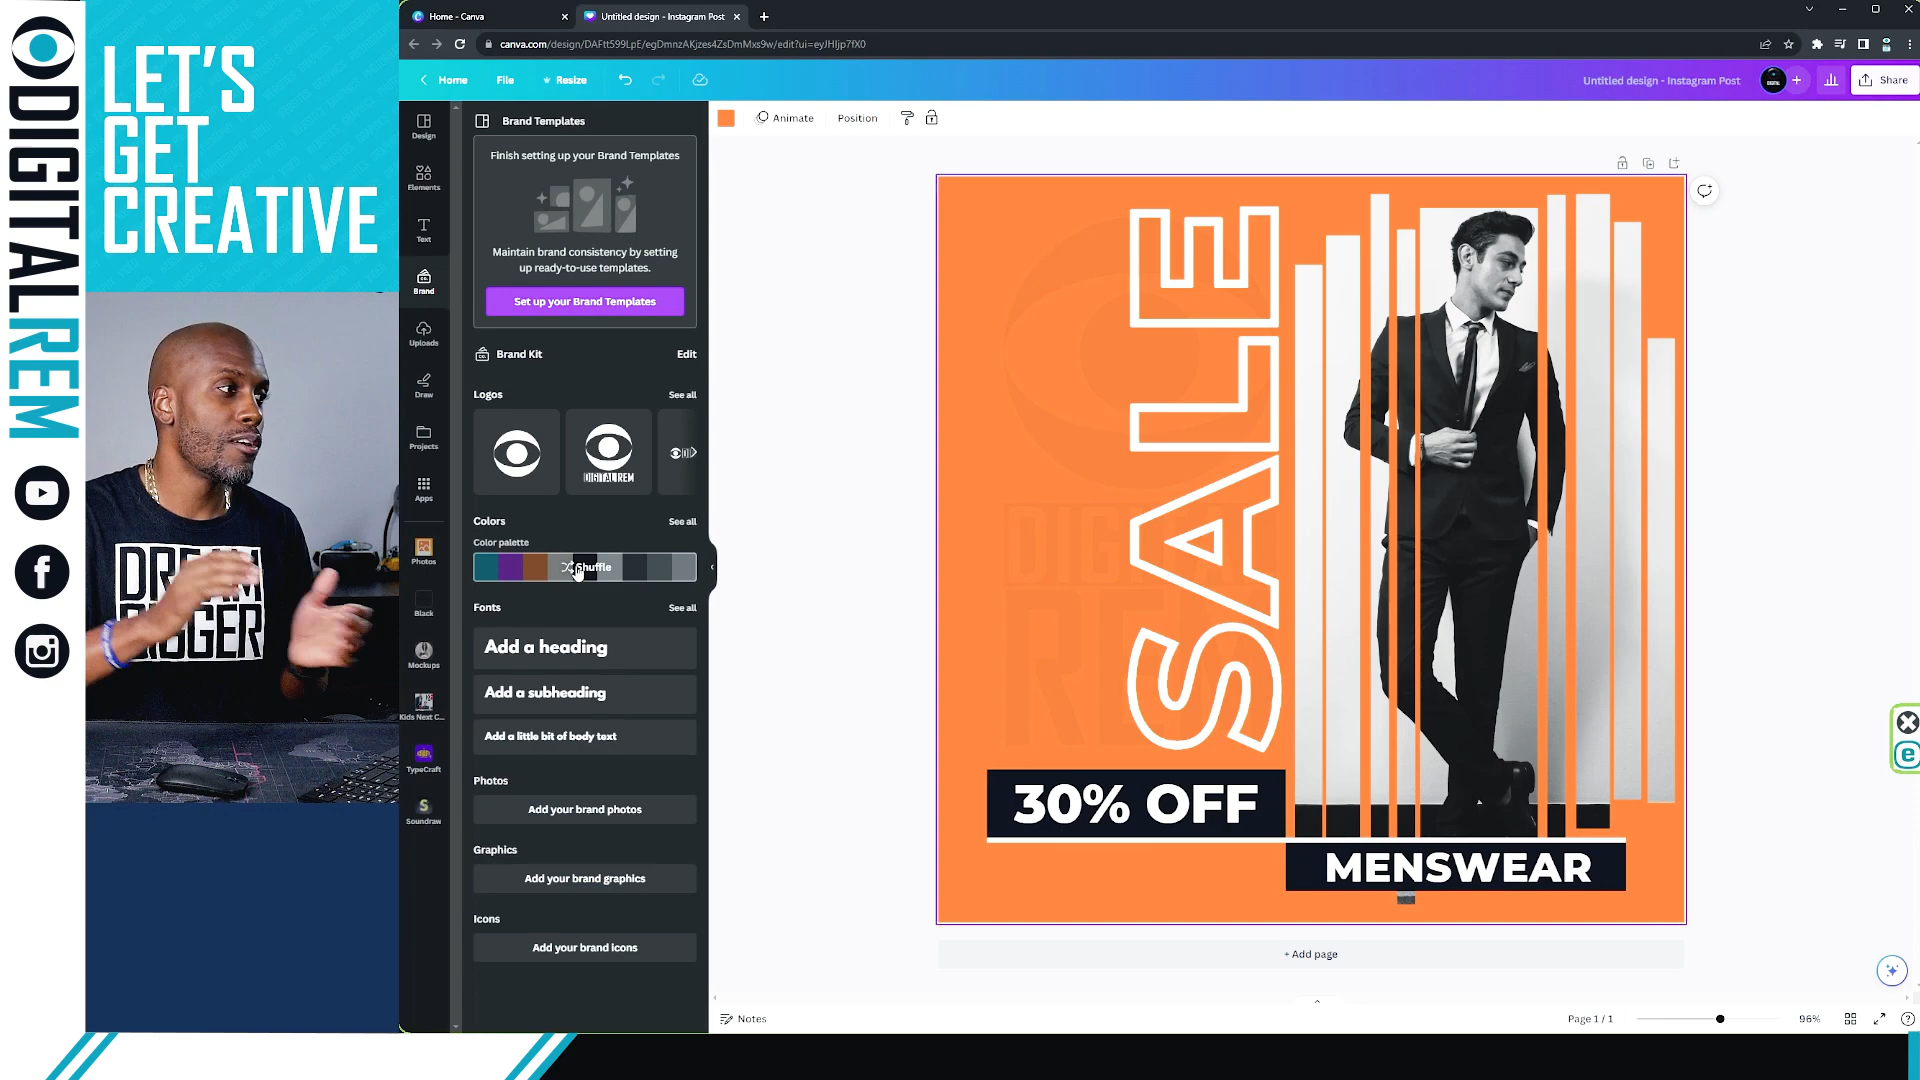 DIGITALREM
LET'S
GET
CREATIVE
DREAM
BIGGER
Home - Canva
Untitled design - Instagram Post
canva.com/design/DAFtt599LpE/egDmnzAKjzes4ZsDmMxs9w/edit?ui=eyJHIjp7fX0
Home
File
Resize
Untitled design - Instagram Post
Share
Design
Elements
Text
Brand
Uploads
Draw
Projects
Apps
Photos
Black
Mockups
Kids Next C...
TypeCraft
Soundraw
Brand Templates
Finish setting up your Brand Templates
Maintain brand consistency by setting
up ready-to-use templates.
Set up your Brand Templates
Brand Kit
Edit
Logos
See all
DIGITALREM
Colors
See all
Color palette
Shuffle
Fonts
See all
Add a heading
Add a subheading
Add a little bit of body text
Photos
Add your brand photos
Graphics
Add your brand graphics
Icons
Add your brand icons
Animate
Position
SALE
DIGITAL
REM
30% OFF
MENSWEAR
+ Add page
Notes
Page 1 / 1
96%